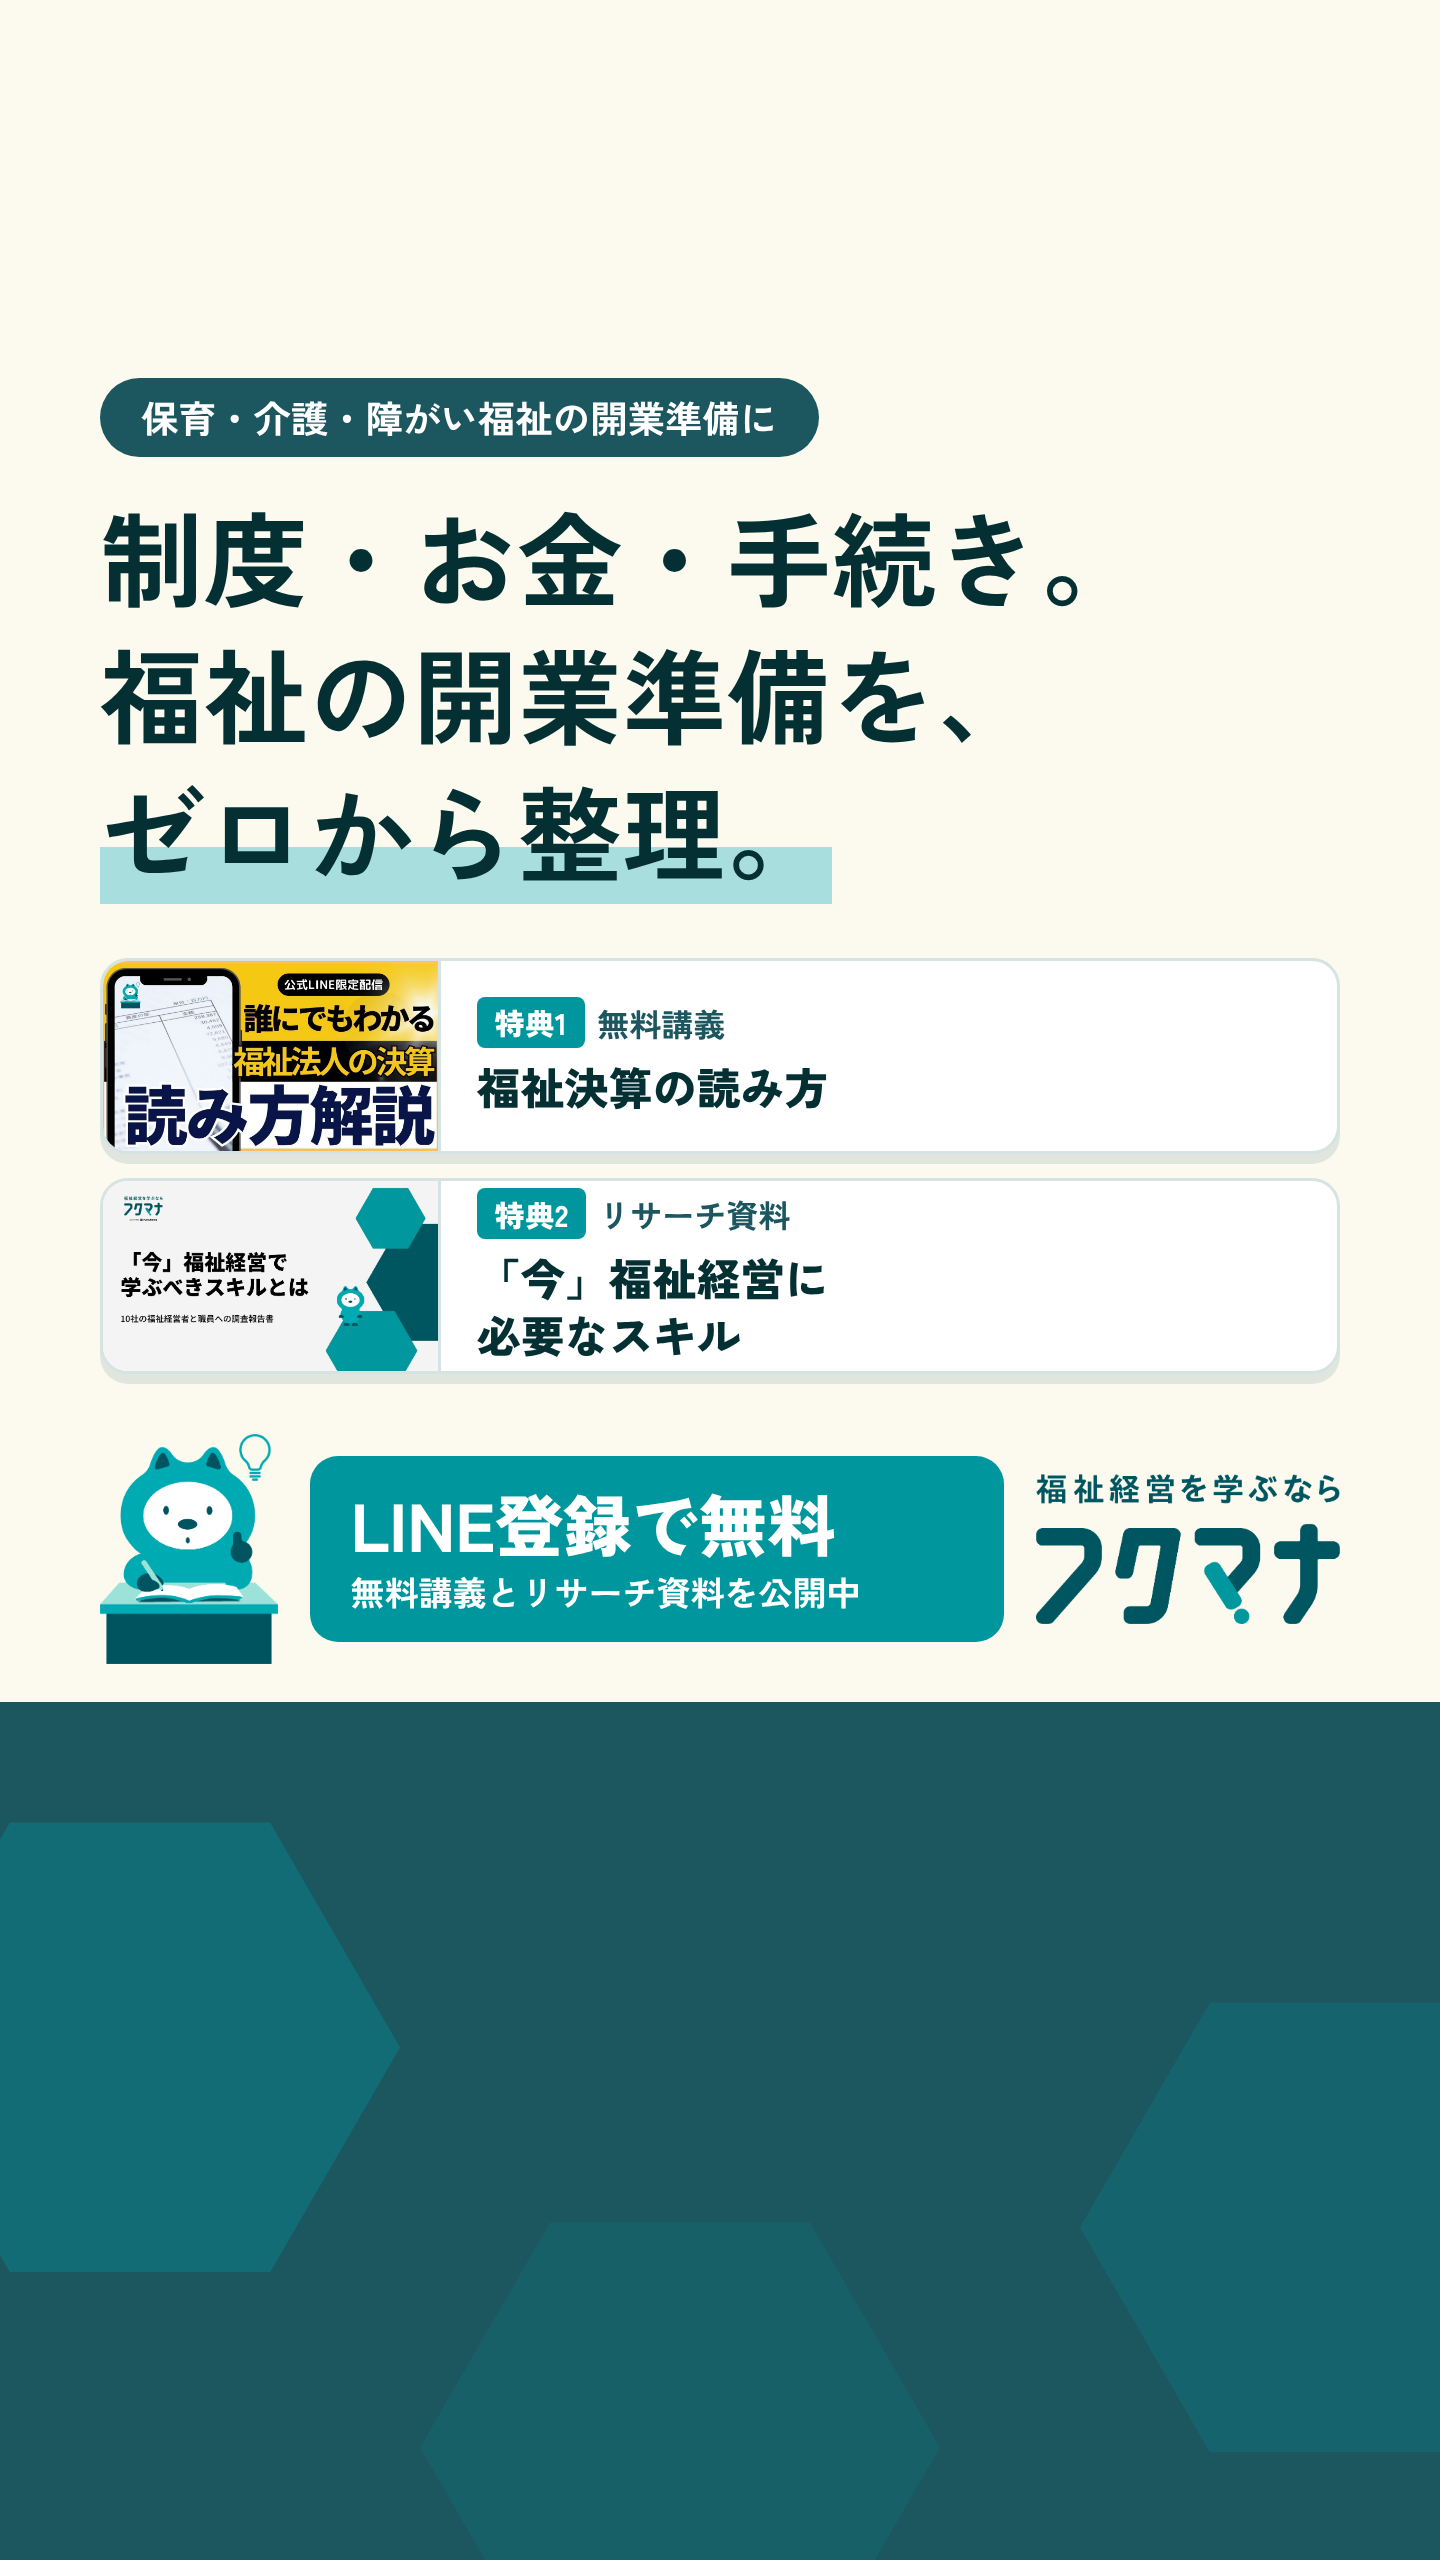 保育・介護・障がい福祉の開業準備に
制度・お金・手続き。
福祉の開業準備を、
ゼロから整理。
公式LINE限定配信
誰にでもわかる
福祉法人の決算
読み方解説
特典1 無料講義
福祉決算の読み方
福祉経営を学ぶなら
フクマナ
「今」福祉経営で
学ぶべきスキルとは
10社の福祉経営者と職員への調査報告書
特典2 リサーチ資料
「今」福祉経営に
必要なスキル
LINE登録で無料
無料講義とリサーチ資料を公開中
福祉経営を学ぶなら
フクマナ